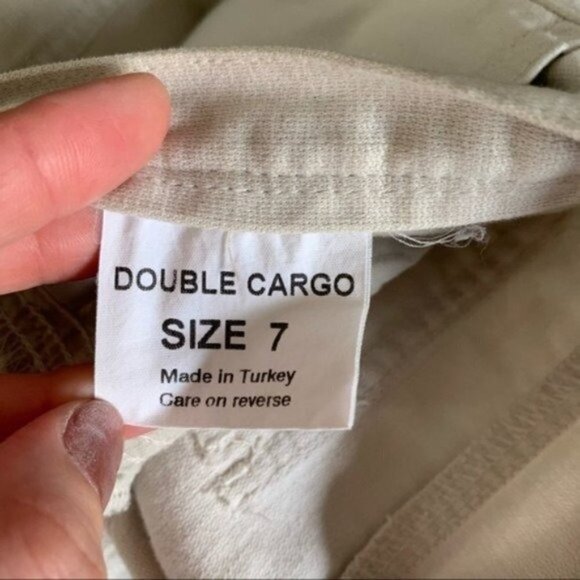 DOUBLE CARGO
SIZE 7
Made in Turkey
Care on reverse